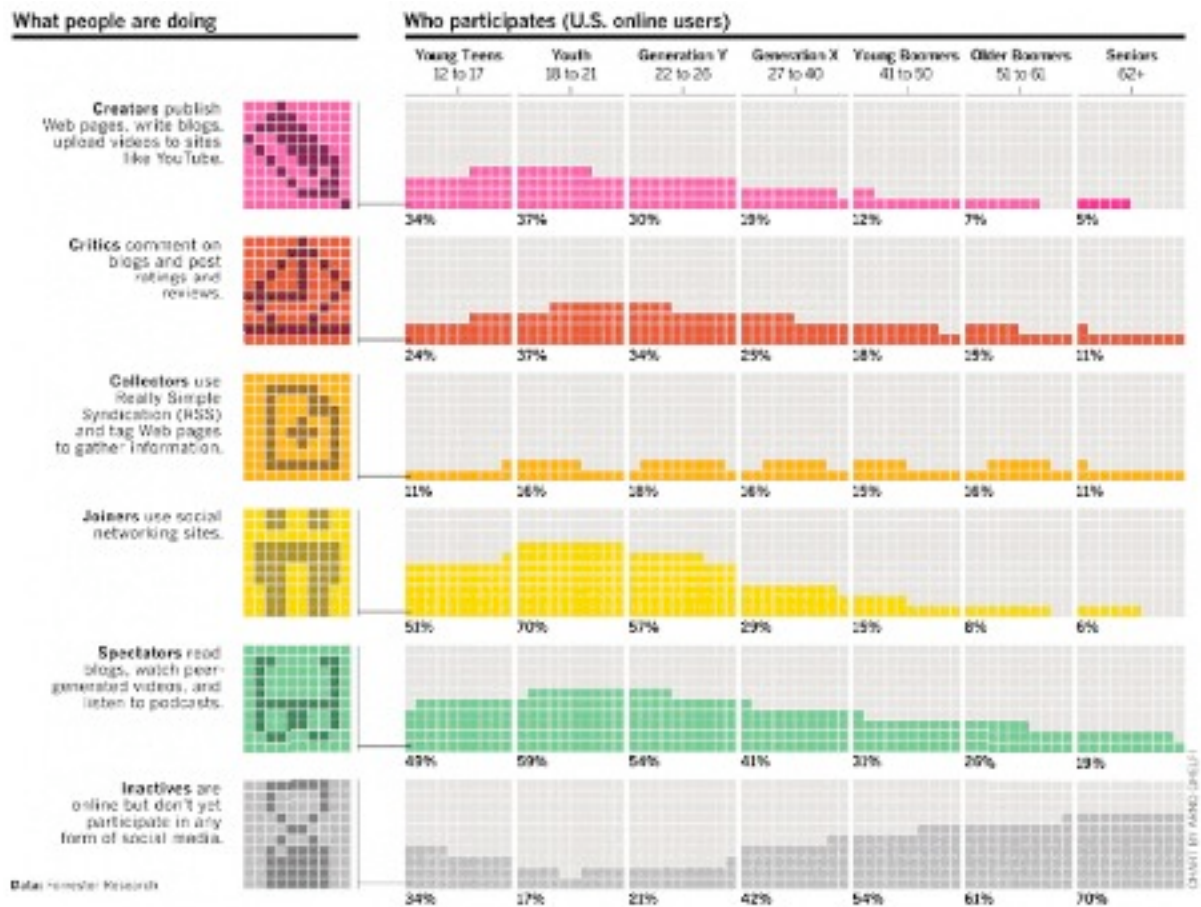 What people are doing
Who participates (U.S. online users)
Young Teens
12 to 17
Youth
18 to 21
Generation Y
22 to 26
Generation X
27 to 40
Young Boomers
41 to 50
Older Boomers
51 to 61
Seniors
62+
Creators publish
Web pages, write blogs,
upload videos to sites
like YouTube.
34% 37% 30% 19% 12% 7% 5%
Critics comment on
blogs and post
ratings and
reviews.
24% 37% 34% 25% 18% 15% 11%
Collectors use
Really Simple
Syndication (RSS)
and tag Web pages
to gather information.
11% 16% 18% 16% 15% 16% 11%
Joiners use social
networking sites.
51% 70% 57% 29% 15% 8% 6%
Spectators read
blogs, watch peer-
generated videos, and
listen to podcasts.
49% 59% 54% 41% 31% 26% 19%
Inactives are
online but don't yet
participate in any
form of social media.
34% 17% 21% 42% 54% 61% 70%
Data: Forrester Research
CHART BY ARNO GHELFI